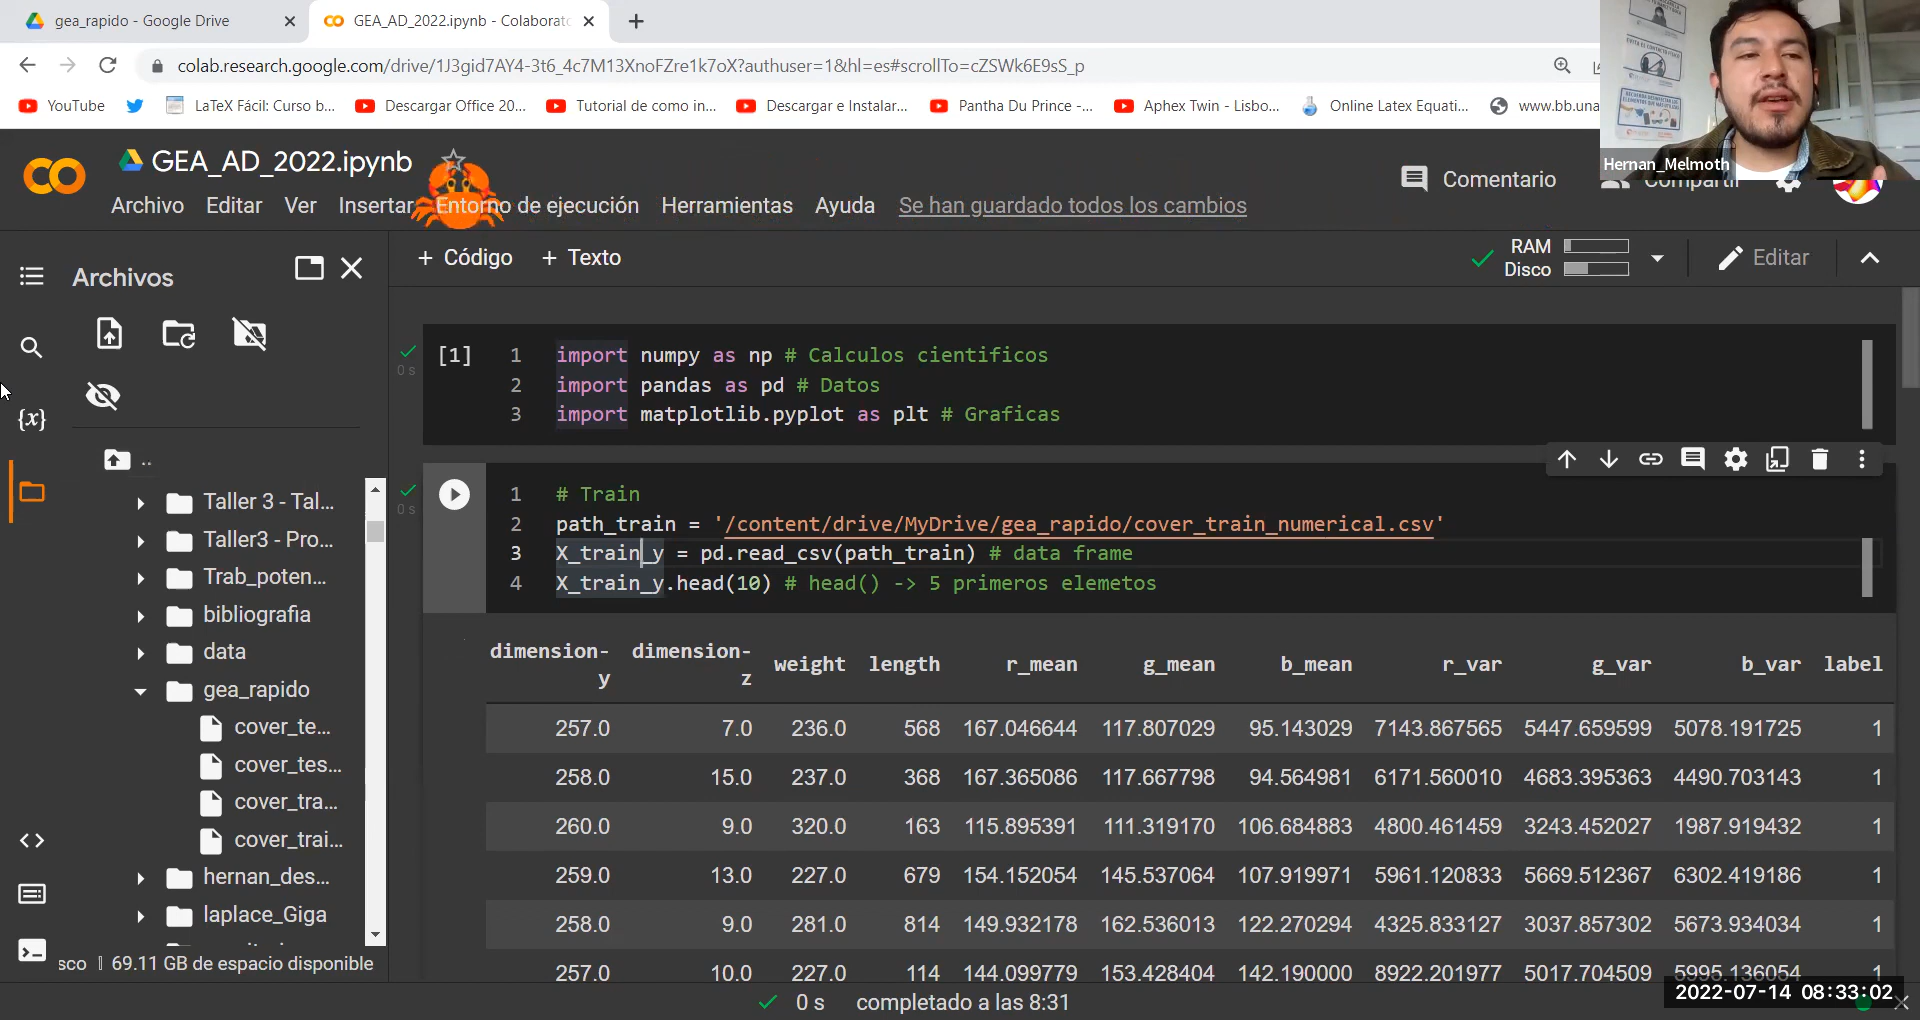 gea_rapido - Google Drive
GEA_AD_2022.ipynb - Colaborato
colab.research.google.com/drive/1J3gid7AY4-3t6_4c7M13XnoFZre1k7oX?authuser=1&hl=es#scrollTo=cZSWk6E9sS_p
YouTube
LaTeX Fácil: Curso b...
Descargar Office 20...
Tutorial de como in...
Descargar e Instalar...
Pantha Du Prince -...
Aphex Twin - Lisbo...
Online Latex Equati...
www.bb.una
Hernan_Melmoth
GEA_AD_2022.ipynb
Comentario
Compartir
Archivo Editar Ver Insertar Entorno de ejecución Herramientas Ayuda Se han guardado todos los cambios
Archivos
+ Código + Texto
RAM
Disco
Editar
{x}
..
Taller 3 - Tal...
Taller3 - Pro...
Trab_poten...
bibliografia
data
gea_rapido
cover_te...
cover_tes...
cover_tra...
cover_trai...
hernan_des...
laplace_Giga
sco 69.11 GB de espacio disponible
0 s
[1]
1 import numpy as np # Calculos cientificos
2 import pandas as pd # Datos
3 import matplotlib.pyplot as plt # Graficas
0 s
1 # Train
2 path_train = '/content/drive/MyDrive/gea_rapido/cover_train_numerical.csv'
3 X_train_y = pd.read_csv(path_train) # data frame
4 X_train_y.head(10) # head() -> 5 primeros elemetos
dimension-y dimension-z weight length r_mean g_mean b_mean r_var g_var b_var label
257.0 7.0 236.0 568 167.046644 117.807029 95.143029 7143.867565 5447.659599 5078.191725 1
258.0 15.0 237.0 368 167.365086 117.667798 94.564981 6171.560010 4683.395363 4490.703143 1
260.0 9.0 320.0 163 115.895391 111.319170 106.684883 4800.461459 3243.452027 1987.919432 1
259.0 13.0 227.0 679 154.152054 145.537064 107.919971 5961.120833 5669.512367 6302.419186 1
258.0 9.0 281.0 814 149.932178 162.536013 122.270294 4325.833127 3037.857302 5673.934034 1
257.0 10.0 227.0 114 144.099779 153.428404 142.190000 8922.201977 5017.704509 5995.136054 1
0 s completado a las 8:31
2022-07-14 08:33:02